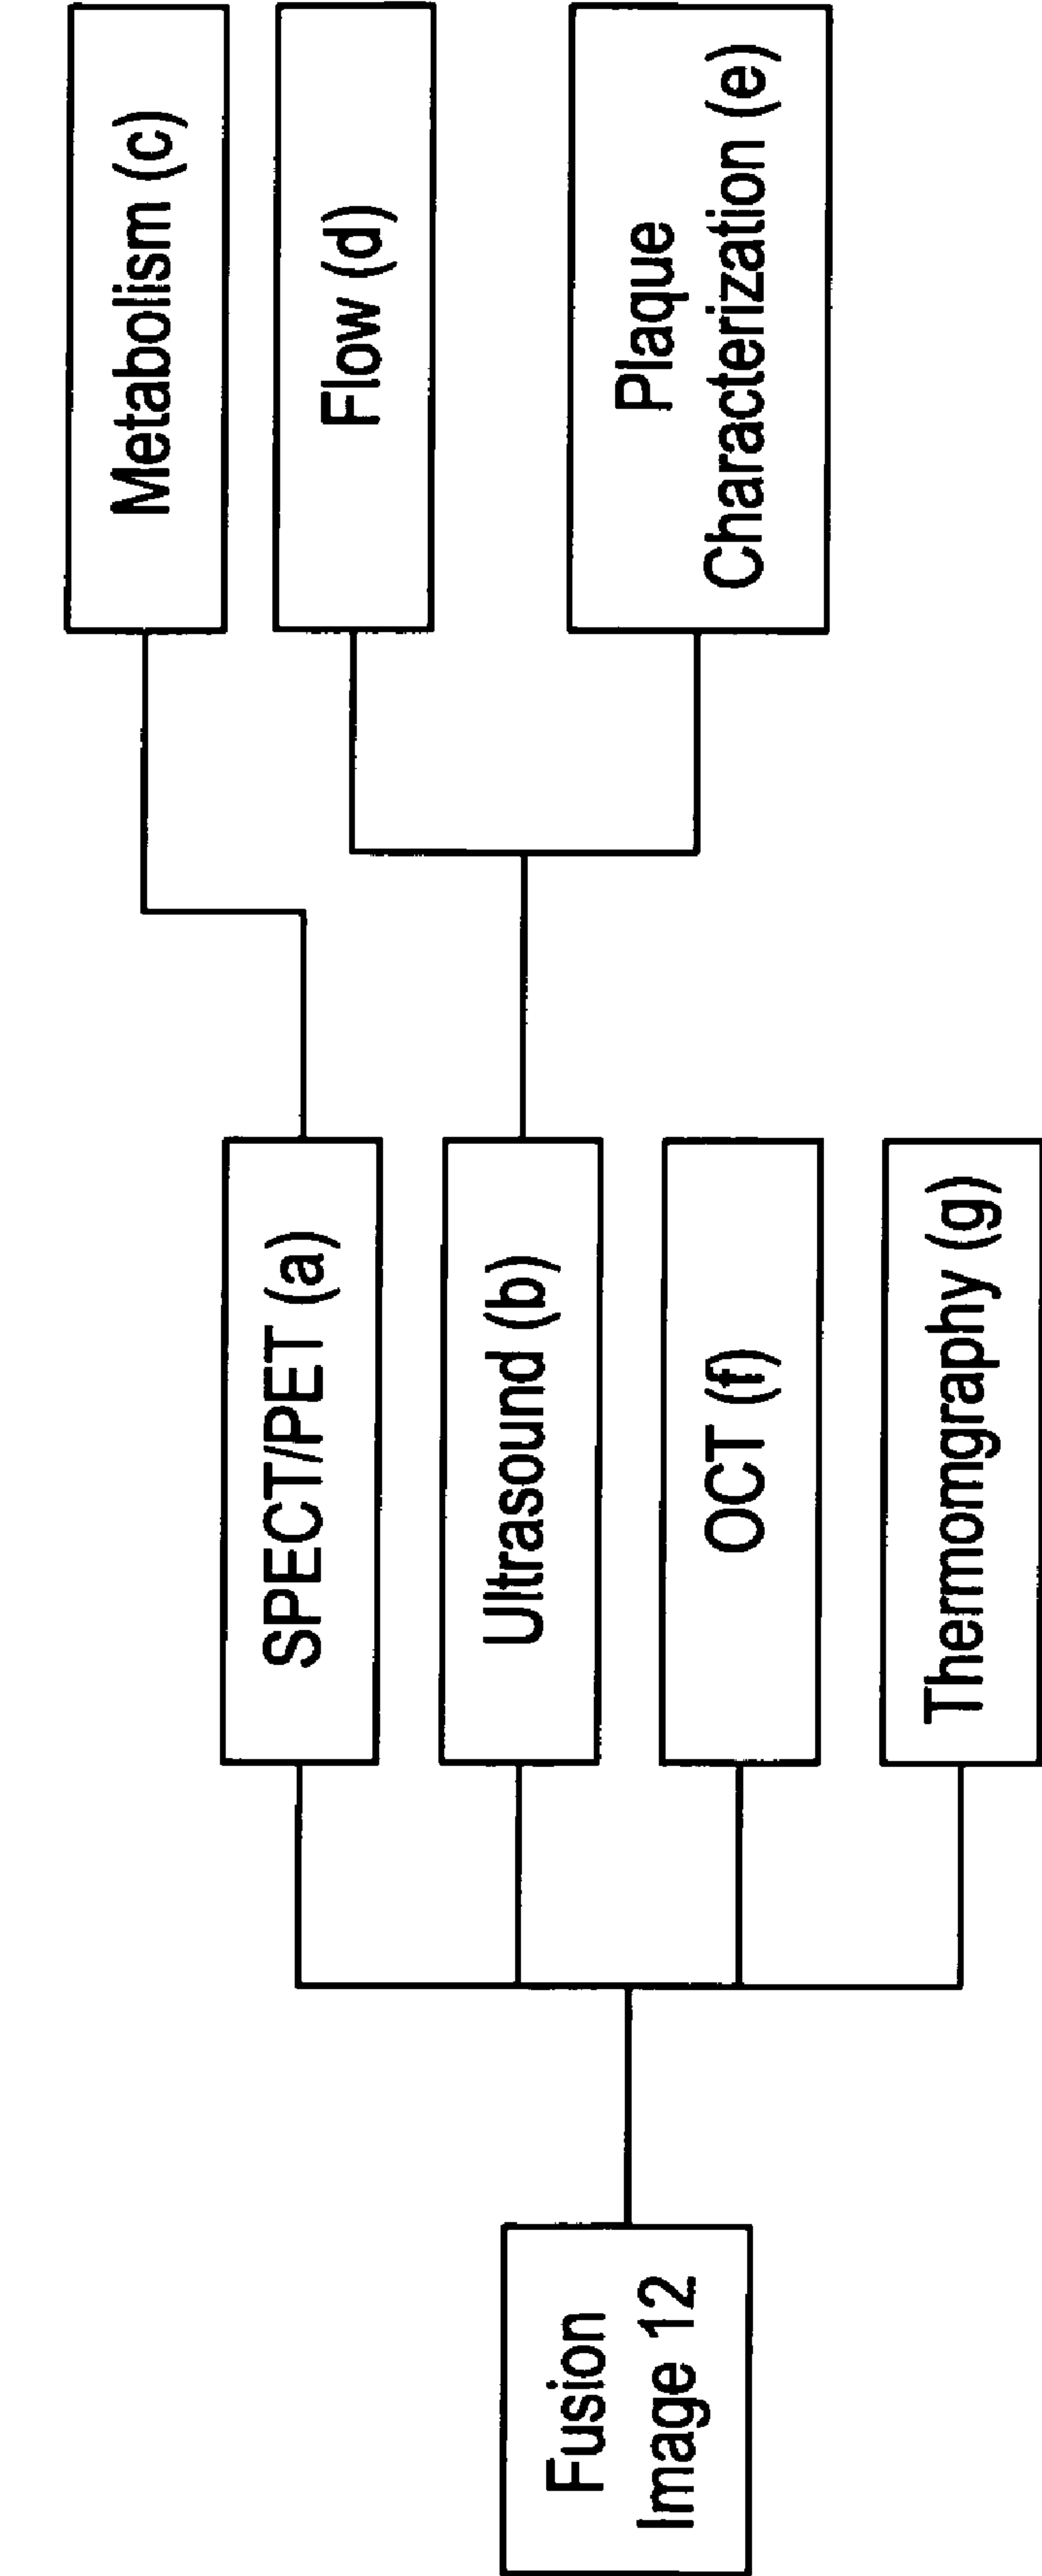 Metabolism (c)
Flow (d)
Plaque
Characterization (e)
SPECT/PET (a)
Ultrasound (b)
OCT (f)
Thermomgraphy (g)
Fusion
Image 12